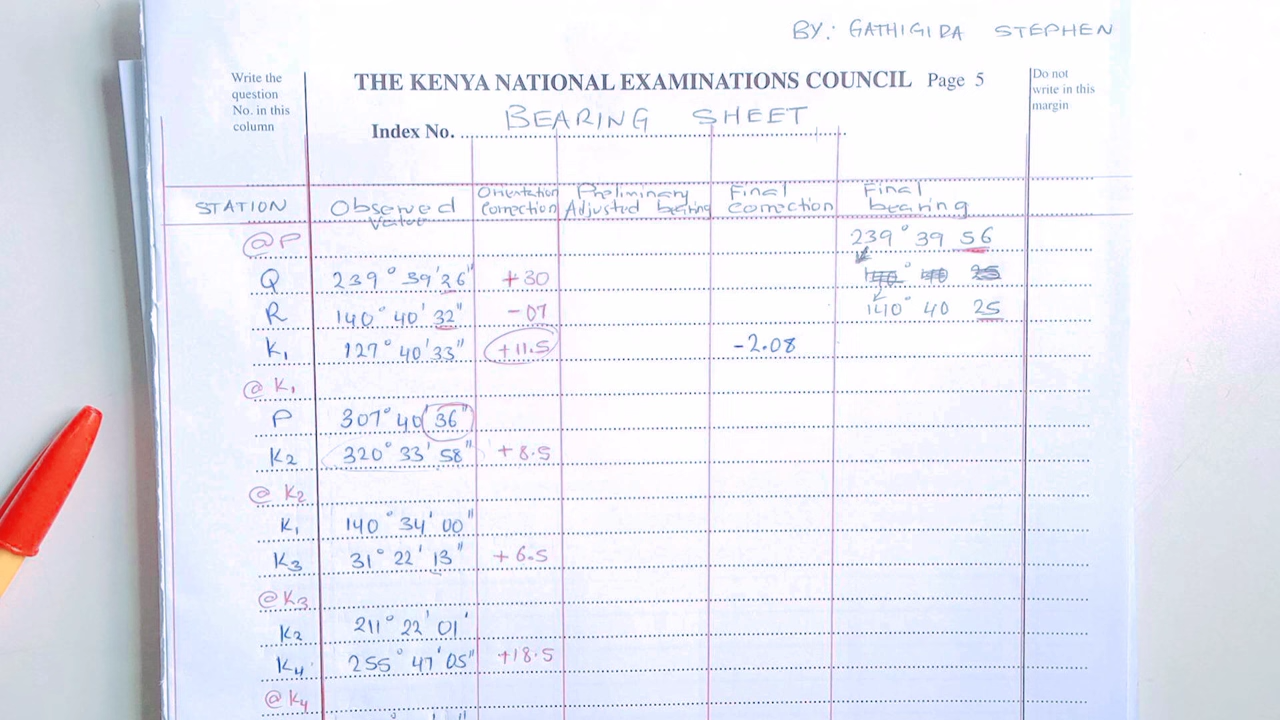 BY: GATHIGIDA STEPHEN
Write the question No. in this column
THE KENYA NATIONAL EXAMINATIONS COUNCIL Page 5
Do not write in this margin
Index No. BEARING SHEET
STATION Observed Value Orientation Correction Preliminary Adjusted bearing Final Correction Final bearing
@ P 239° 39 56
Q 239° 39' 26" +30
R 140° 40' 32" -07 140° 40 25
K1 127° 40' 33" +11.5 -2.08
@ K1
P 307° 40' 36"
K2 320° 33' 58" +8.5
@ K2
K1 140° 34' 00"
K3 31° 22' 13" +6.5
@ K3
K2 211° 22' 01'
K4 255° 47' 05" +18.5
@ K4